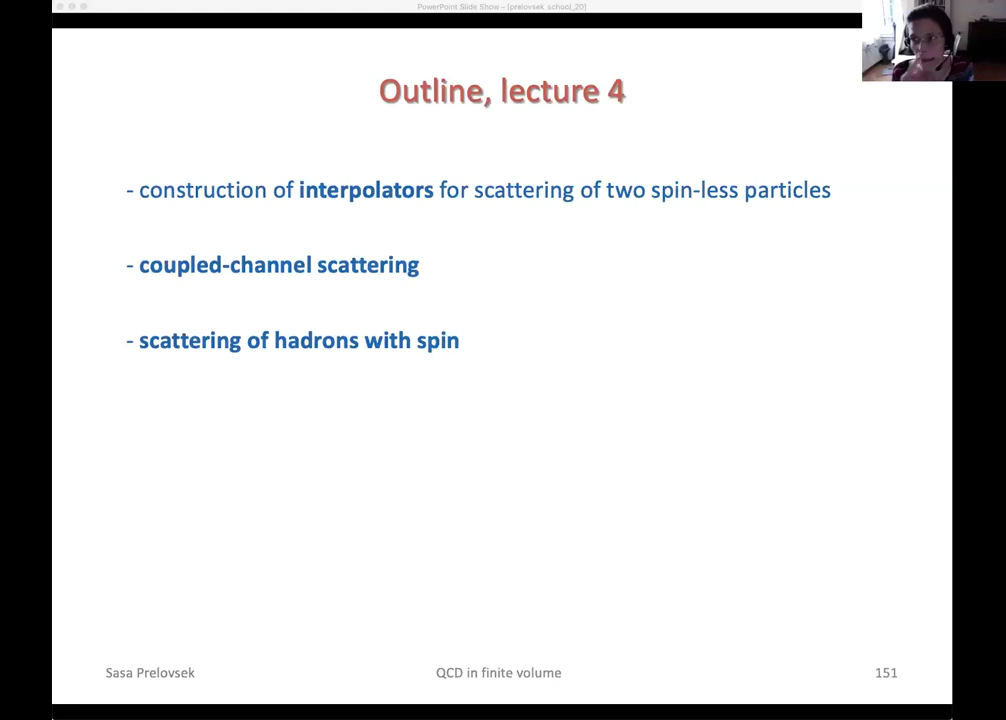 PowerPoint Slide Show – [prelovsek_school_20]
Outline, lecture 4
- construction of interpolators for scattering of two spin-less particles
- coupled-channel scattering
- scattering of hadrons with spin
Sasa Prelovsek
QCD in finite volume
151